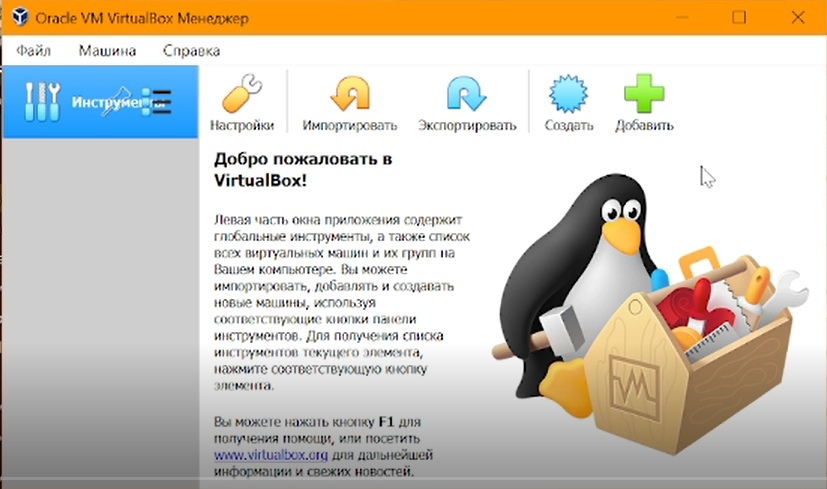 Oracle VM VirtualBox Менеджер
Файл Машина Справка
Инструменты
Настройки Импортировать Экспортировать Создать Добавить
Добро пожаловать в
VirtualBox!
Левая часть окна приложения содержит
глобальные инструменты, а также список
всех виртуальных машин и их групп на
Вашем компьютере. Вы можете
импортировать, добавлять и создавать
новые машины, используя
соответствующие кнопки панели
инструментов. Для получения списка
инструментов текущего элемента,
нажмите соответствующую кнопку
элемента.
Вы можете нажать кнопку F1 для
получения помощи, или посетить
www.virtualbox.org для дальнейшей
информации и свежих новостей.